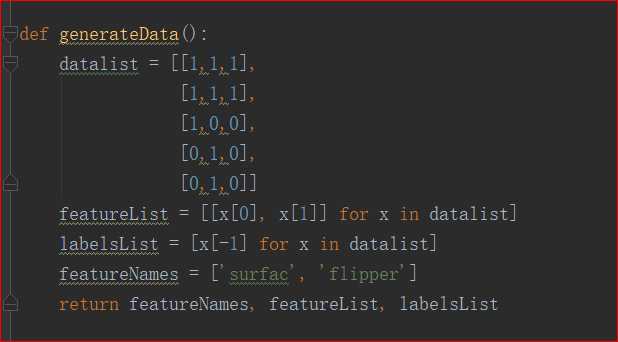 def generateData():
    datalist = [[1,1,1],
                [1,1,1],
                [1,0,0],
                [0,1,0],
                [0,1,0]]
    featureList = [[x[0], x[1]] for x in datalist]
    labelsList = [x[-1] for x in datalist]
    featureNames = ['surfac', 'flipper']
    return featureNames, featureList, labelsList